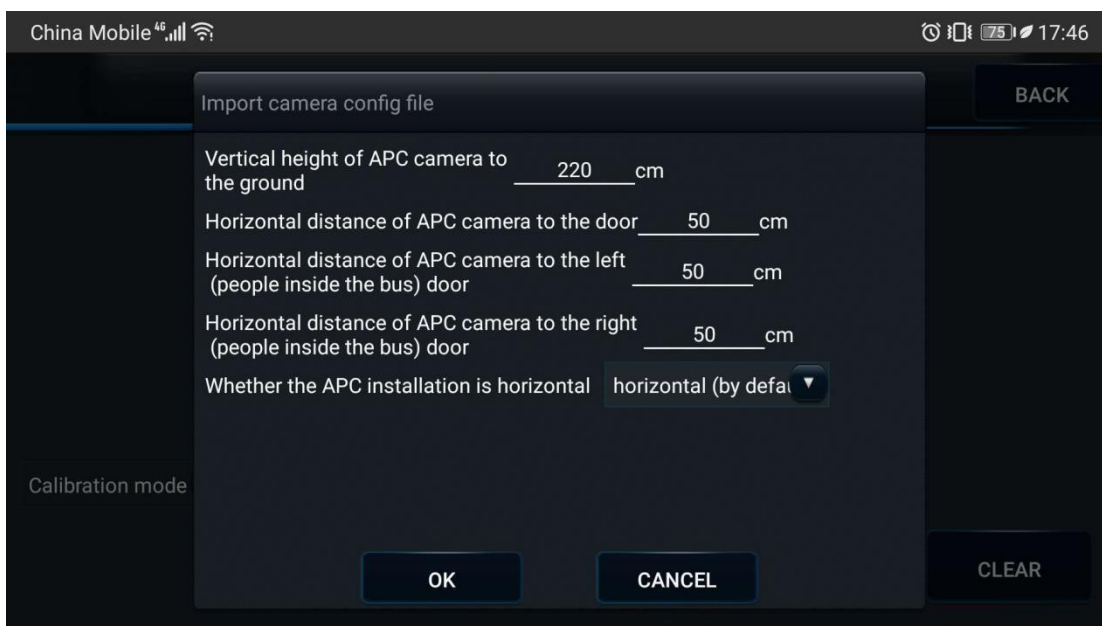 China Mobile 46 17:46
75
BACK
Import camera config file
Vertical height of APC camera to
the ground 220 cm
Horizontal distance of APC camera to the door 50 cm
Horizontal distance of APC camera to the left
(people inside the bus) door 50 cm
Horizontal distance of APC camera to the right
(people inside the bus) door 50 cm
Whether the APC installation is horizontal horizontal (by defau
Calibration mode
OK CANCEL
CLEAR